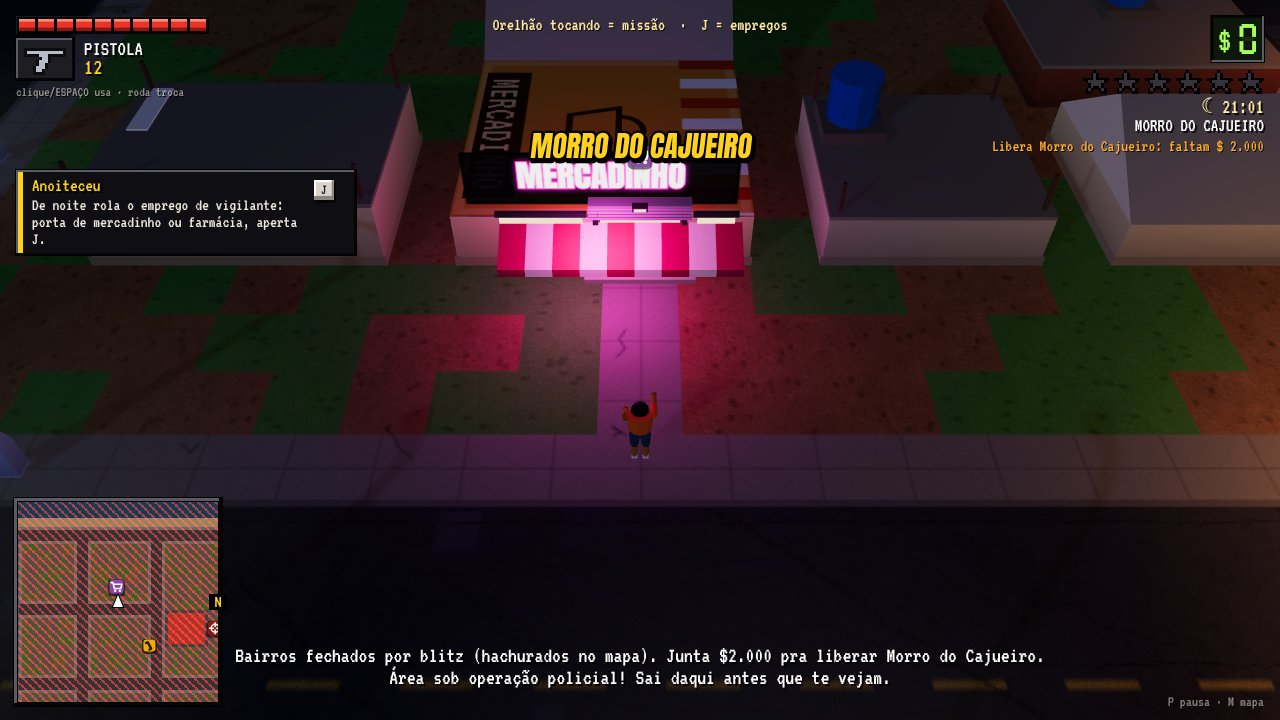 Orelhão tocando = missão · J = empregos
PISTOLA
12
clique/ESPAÇO usa · roda troca
$ 0
21:01
MORRO DO CAJUEIRO
Libera Morro do Cajueiro: faltam $ 2.000
MERCADINHO
MORRO DO CAJUEIRO
MERCADINHO
Anoiteceu
J
De noite rola o emprego de vigilante:
porta de mercadinho ou farmácia, aperta
J.
N
Bairros fechados por blitz (hachurados no mapa). Junta $2.000 pra liberar Morro do Cajueiro.
Área sob operação policial! Sai daqui antes que te vejam.
P pausa · M mapa